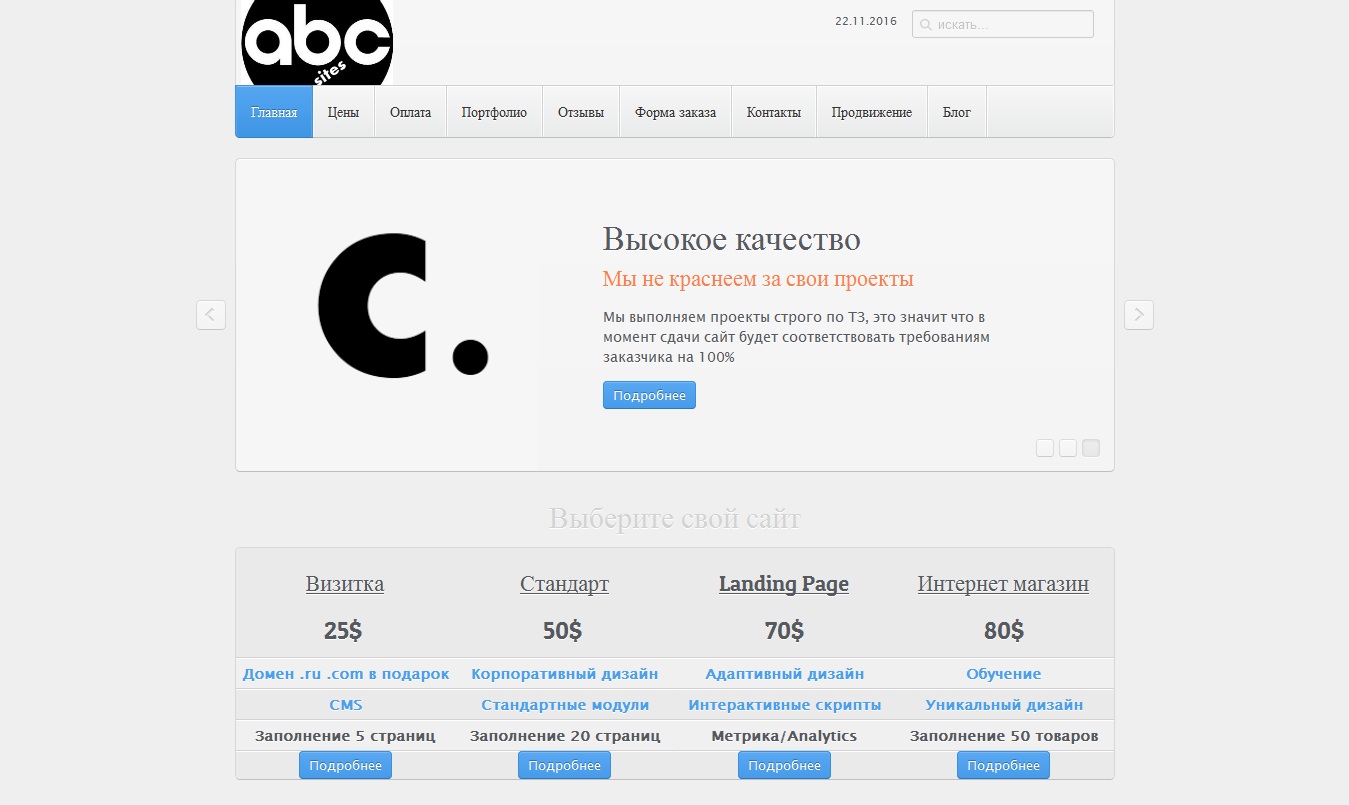 abc
sites
22.11.2016
искать...
Главная Цены Оплата Портфолио Отзывы Форма заказа Контакты Продвижение Блог
c.
Высокое качество
Мы не краснеем за свои проекты
Мы выполняем проекты строго по ТЗ, это значит что в
момент сдачи сайт будет соответствовать требованиям
заказчика на 100%
Подробнее
Выберите свой сайт
Визитка Стандарт Landing Page Интернет магазин
25$ 50$ 70$ 80$
Домен .ru .com в подарок Корпоративный дизайн Адаптивный дизайн Обучение
CMS Стандартные модули Интерактивные скрипты Уникальный дизайн
Заполнение 5 страниц Заполнение 20 страниц Метрика/Analytics Заполнение 50 товаров
Подробнее Подробнее Подробнее Подробнее